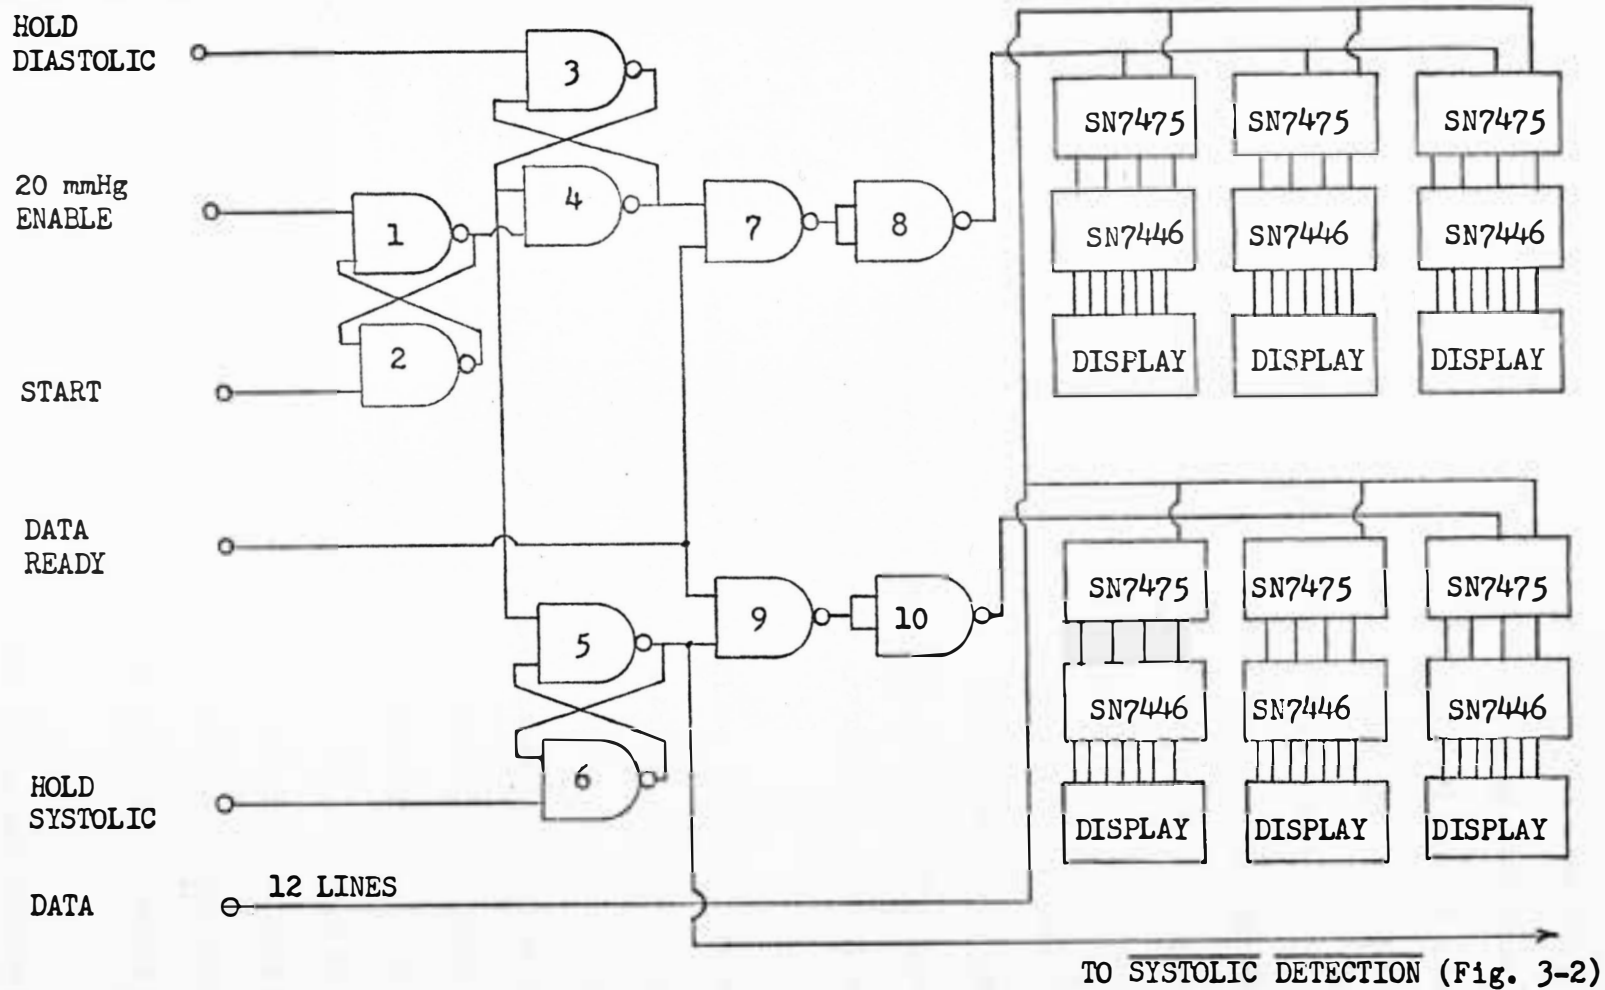 HOLD
DIASTOLIC
20 mmHg
ENABLE
START
DATA
READY
HOLD
SYSTOLIC
DATA
12 LINES
1
2
3
4
5
6
7
8
9
10
SN7475 SN7475 SN7475
SN7446 SN7446 SN7446
DISPLAY DISPLAY DISPLAY
SN7475 SN7475 SN7475
SN7446 SN7446 SN7446
DISPLAY DISPLAY DISPLAY
TO SYSTOLIC DETECTION (Fig. 3-2)